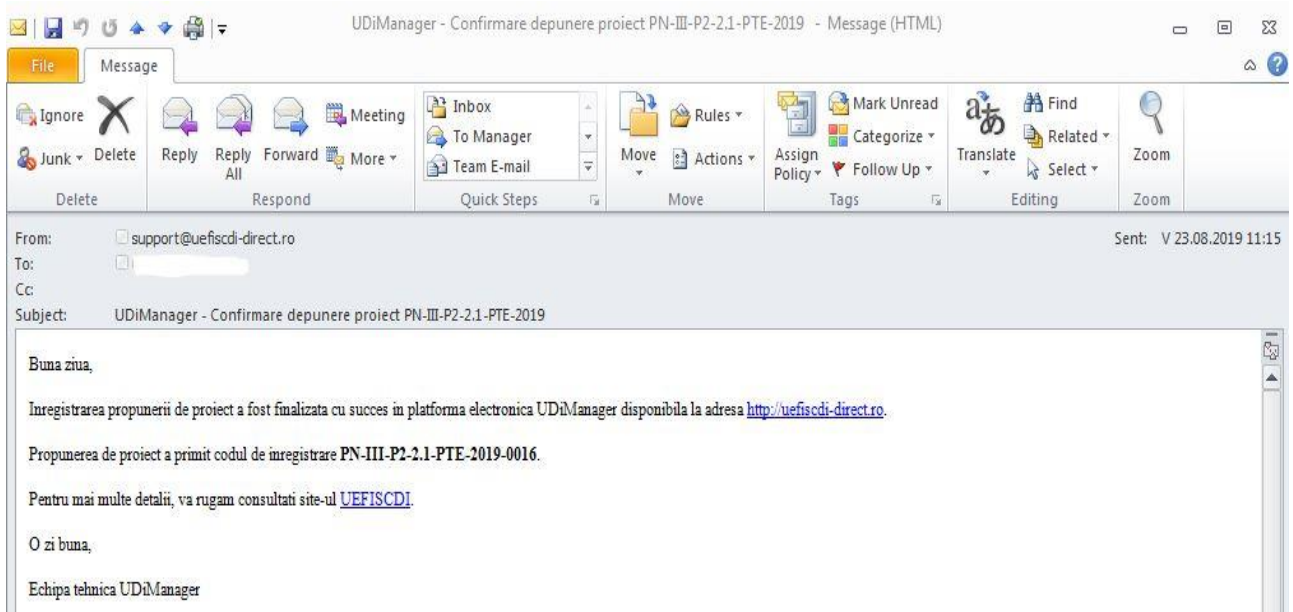 UDiManager - Confirmare depunere proiect PN-III-P2-2.1-PTE-2019 - Message (HTML)
File Message
Ignore
Junk
Delete
Reply
Reply All
Forward
Meeting
More
Inbox
To Manager
Team E-mail
Move
Rules
Actions
Assign Policy
Mark Unread
Categorize
Follow Up
Translate
Find
Related
Select
Zoom
Delete Respond Quick Steps Move Tags Editing Zoom
From: support@uefiscdi-direct.ro Sent: V 23.08.2019 11:15
To:
Cc:
Subject: UDiManager - Confirmare depunere proiect PN-III-P2-2.1-PTE-2019
Buna ziua,
Inregistrarea propunerii de proiect a fost finalizata cu succes in platforma electronica UDiManager disponibila la adresa http://uefiscdi-direct.ro.
Propunerea de proiect a primit codul de inregistrare PN-III-P2-2.1-PTE-2019-0016.
Pentru mai multe detalii, va rugam consultati site-ul UEFISCDI.
O zi buna,
Echipa tehnica UDiManager